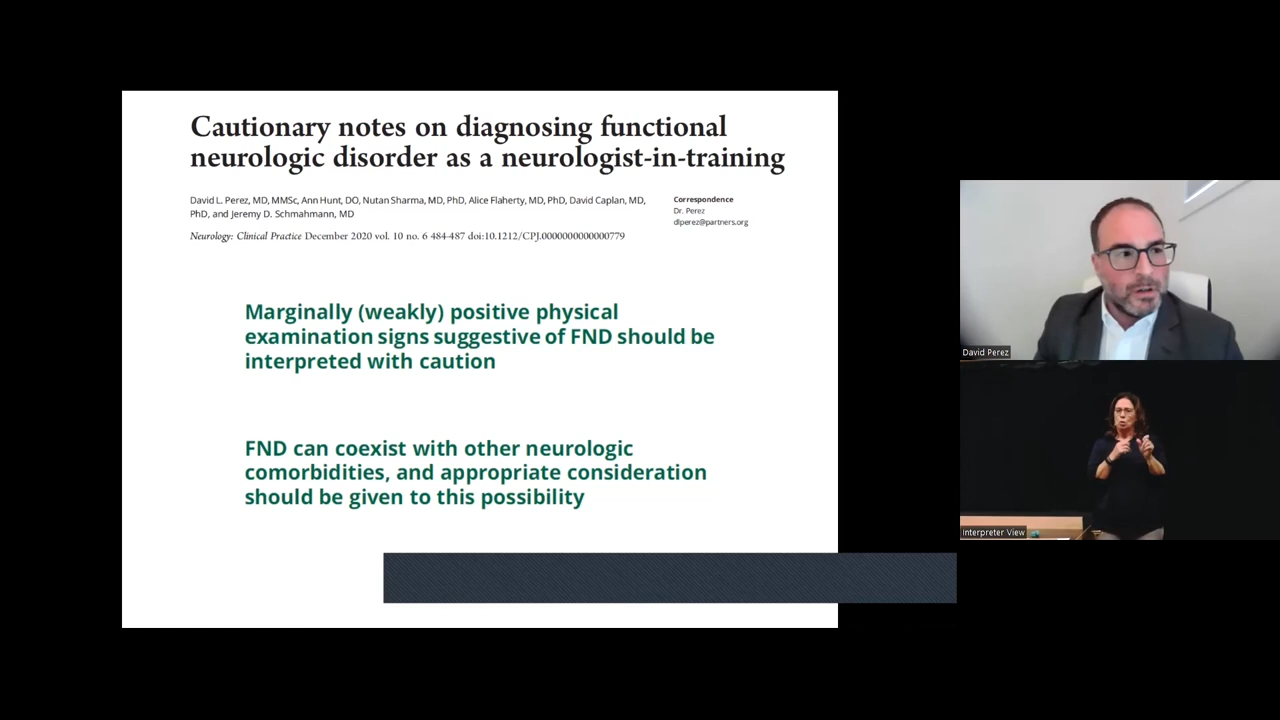 Cautionary notes on diagnosing functional
neurologic disorder as a neurologist-in-training
David L. Perez, MD, MMSc, Ann Hunt, DO, Nutan Sharma, MD, PhD, Alice Flaherty, MD, PhD, David Caplan, MD,
PhD, and Jeremy D. Schmahmann, MD
Correspondence
Dr. Perez
dlperez@partners.org
Neurology: Clinical Practice December 2020 vol. 10 no. 6 484-487 doi:10.1212/CPJ.0000000000000779
Marginally (weakly) positive physical
examination signs suggestive of FND should be
interpreted with caution
FND can coexist with other neurologic
comorbidities, and appropriate consideration
should be given to this possibility
David Perez
Interpreter View